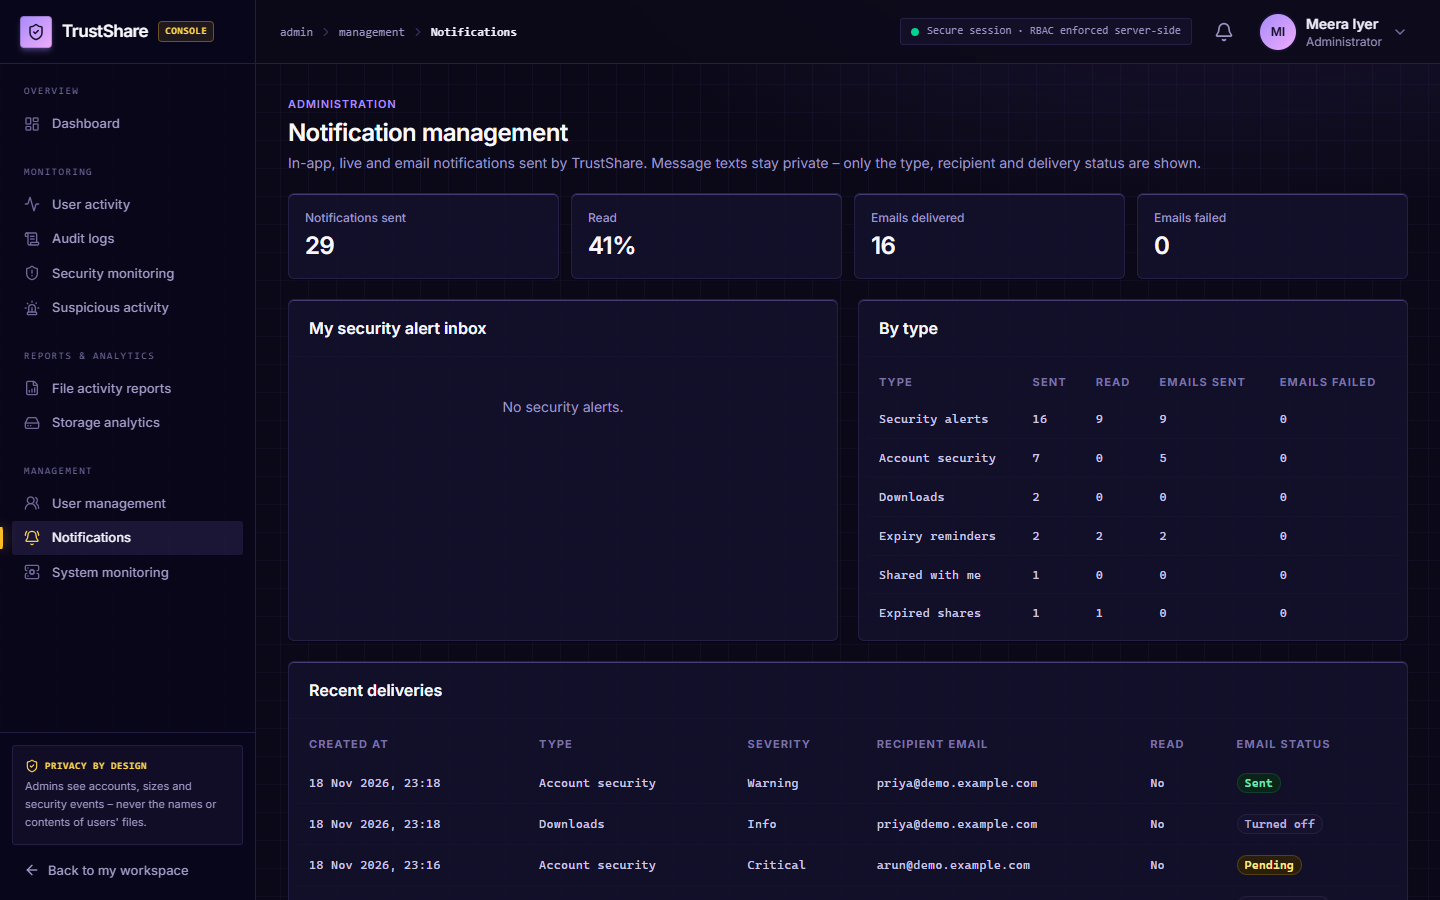 TrustShare CONSOLE
admin > management > Notifications
Secure session · RBAC enforced server-side
MI
Meera Iyer
Administrator
OVERVIEW
Dashboard
MONITORING
User activity
Audit logs
Security monitoring
Suspicious activity
REPORTS & ANALYTICS
File activity reports
Storage analytics
MANAGEMENT
User management
Notifications
System monitoring
PRIVACY BY DESIGN
Admins see accounts, sizes and
security events – never the names or
contents of users' files.
Back to my workspace
ADMINISTRATION
Notification management
In-app, live and email notifications sent by TrustShare. Message texts stay private – only the type, recipient and delivery status are shown.
Notifications sent
29
Read
41%
Emails delivered
16
Emails failed
0
My security alert inbox
No security alerts.
By type
TYPE SENT READ EMAILS SENT EMAILS FAILED
Security alerts 16 9 9 0
Account security 7 0 5 0
Downloads 2 0 0 0
Expiry reminders 2 2 2 0
Shared with me 1 0 0 0
Expired shares 1 1 0 0
Recent deliveries
CREATED AT TYPE SEVERITY RECIPIENT EMAIL READ EMAIL STATUS
18 Nov 2026, 23:18 Account security Warning priya@demo.example.com No Sent
18 Nov 2026, 23:18 Downloads Info priya@demo.example.com No Turned off
18 Nov 2026, 23:16 Account security Critical arun@demo.example.com No Pending